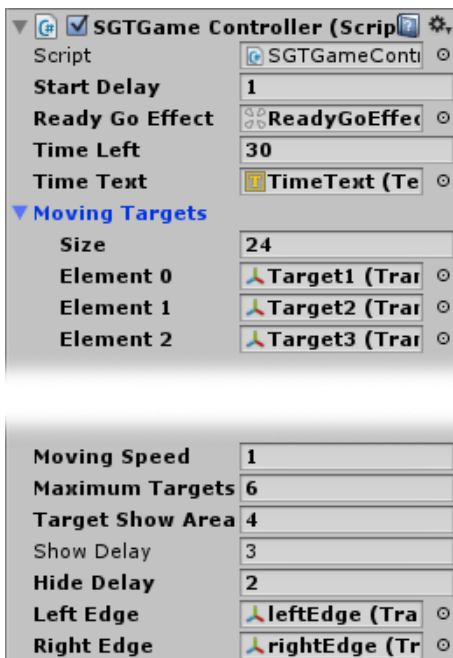 SGTGame Controller (Scrip
Script SGTGameContr
Start Delay 1
Ready Go Effect ReadyGoEffec
Time Left 30
Time Text TimeText (Te
Moving Targets
Size 24
Element 0 Target1 (Trar
Element 1 Target2 (Trar
Element 2 Target3 (Trar
Moving Speed 1
Maximum Targets 6
Target Show Area 4
Show Delay 3
Hide Delay 2
Left Edge leftEdge (Tra
Right Edge rightEdge (Tr